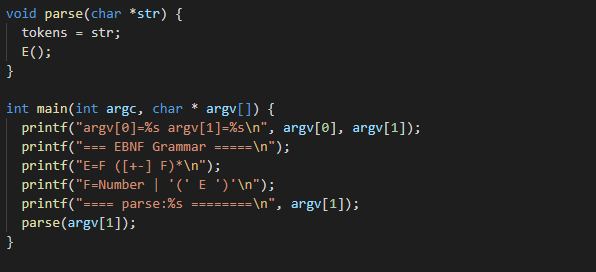 void parse(char *str) {
  tokens = str;
  E();
}
int main(int argc, char * argv[]) {
  printf("argv[0]=%s argv[1]=%s\n", argv[0], argv[1]);
  printf("=== EBNF Grammar =====\n");
  printf("E=F ([+-] F)*\n");
  printf("F=Number | '(' E ')'\n");
  printf("==== parse:%s ========\n", argv[1]);
  parse(argv[1]);
}